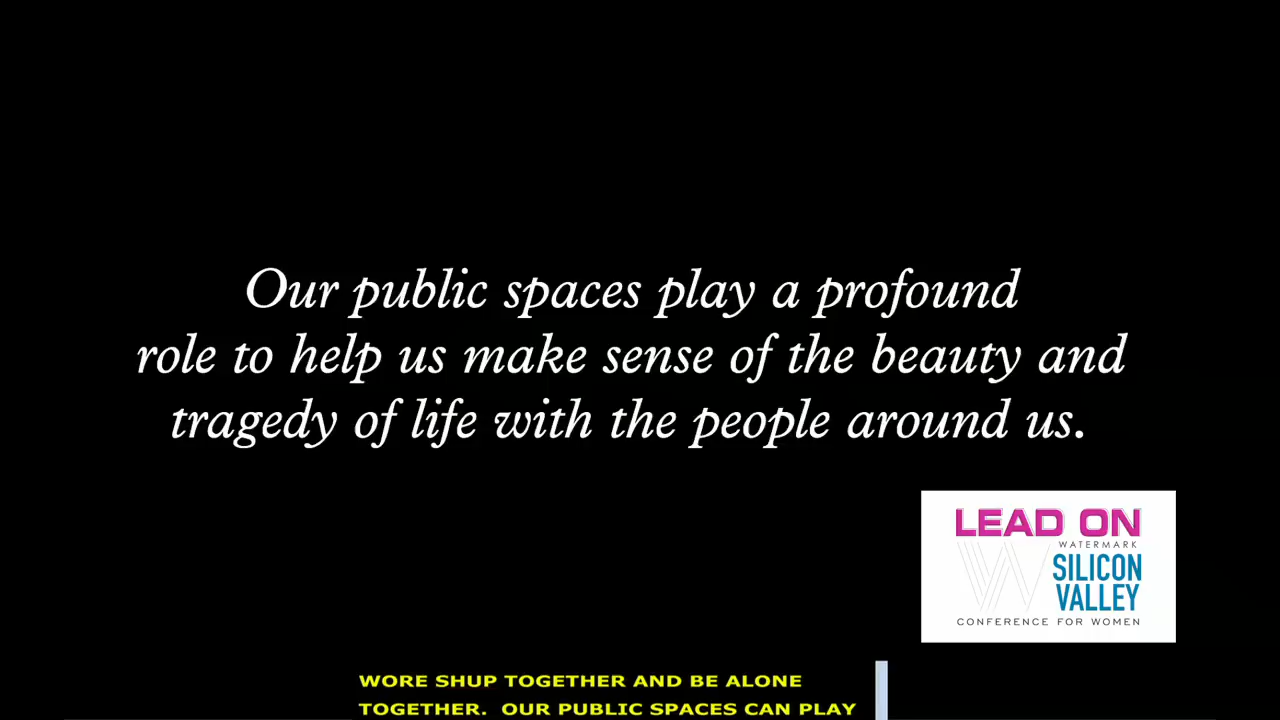 Our public spaces play a profound
role to help us make sense of the beauty and
tragedy of life with the people around us.
LEAD ON
WATERMARK
SILICON
VALLEY
CONFERENCE FOR WOMEN
WORE SHUP TOGETHER AND BE ALONE
TOGETHER. OUR PUBLIC SPACES CAN PLAY